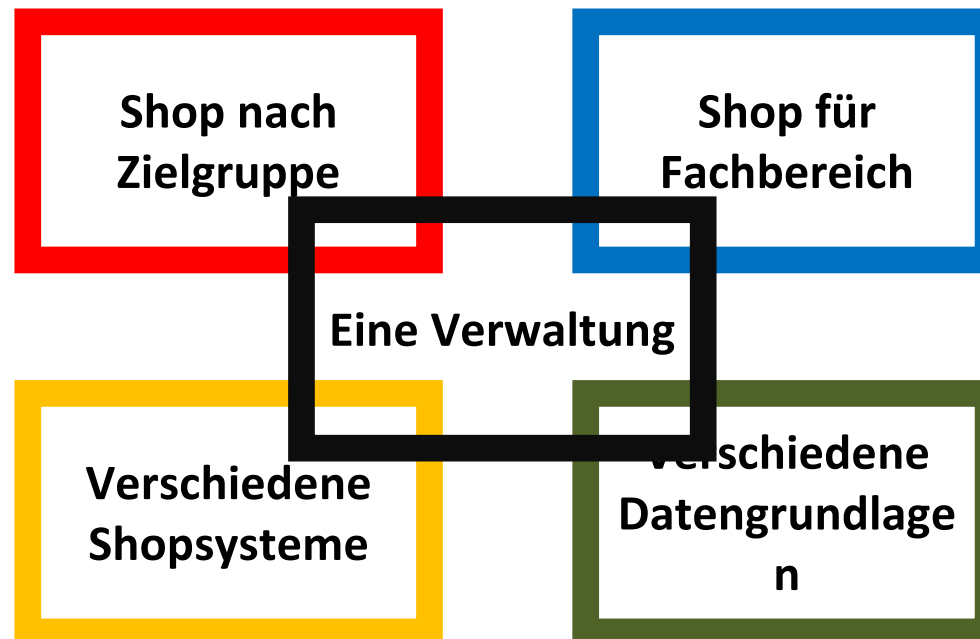 Shop nach
Zielgruppe
Shop für
Fachbereich
Eine Verwaltung
Verschiedene
Shopsysteme
Verschiedene
Datengrundlage
n